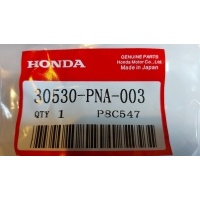 HONDA
GENUINE PARTS
Honda Motor Co., Ltd.
Made in Japan
30530-PNA-003
QTY 1 P8C547